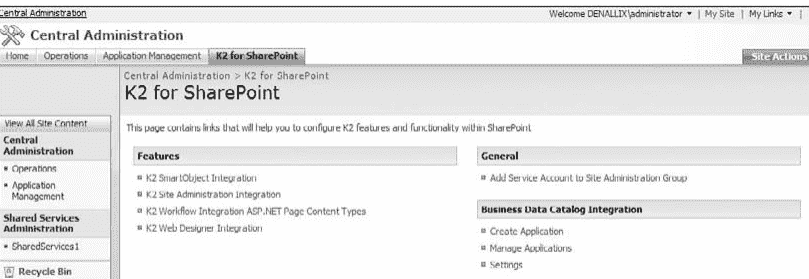 Central Administration
Welcome DENALLIX\administrator | My Site | My Links |
Central Administration
Home Operations Application Management K2 for SharePoint Site Actions
Central Administration > K2 for SharePoint
K2 for SharePoint
View All Site Content
Central
Administration
Operations
Application
Management
Shared Services
Administration
SharedServices1
Recycle Bin
This page contains links that will help you to configure K2 features and functionality within SharePoint
Features
K2 SmartObject Integration
K2 Site Administration Integration
K2 Workflow Integration ASP.NET Page Content Types
K2 Web Designer Integration
General
Add Service Account to Site Administration Group
Business Data Catalog Integration
Create Application
Manage Applications
Settings